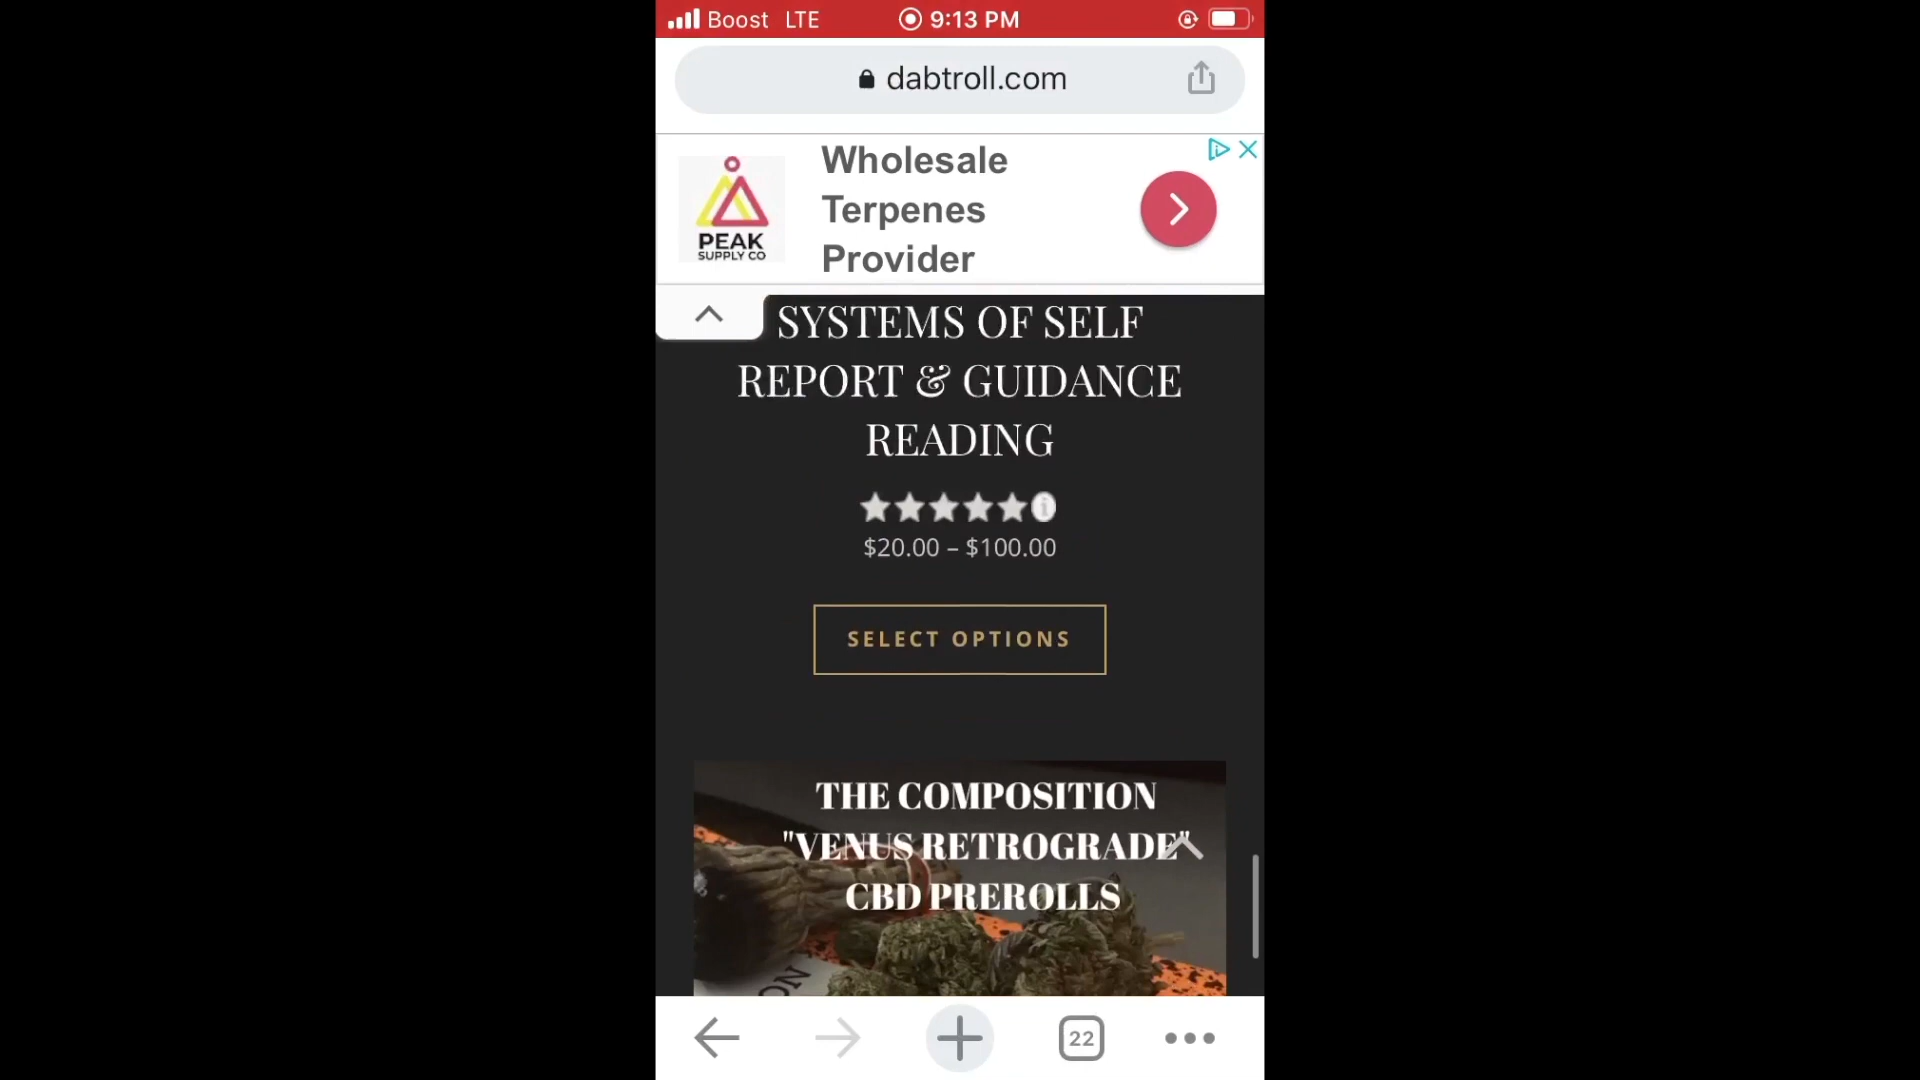 Boost LTE 9:13 PM
dabtroll.com
Wholesale
Terpenes
Provider
PEAK
SUPPLY CO
SYSTEMS OF SELF
REPORT & GUIDANCE
READING
$20.00 – $100.00
SELECT OPTIONS
THE COMPOSITION
"VENUS RETROGRADE"
CBD PREROLLS
ON
22